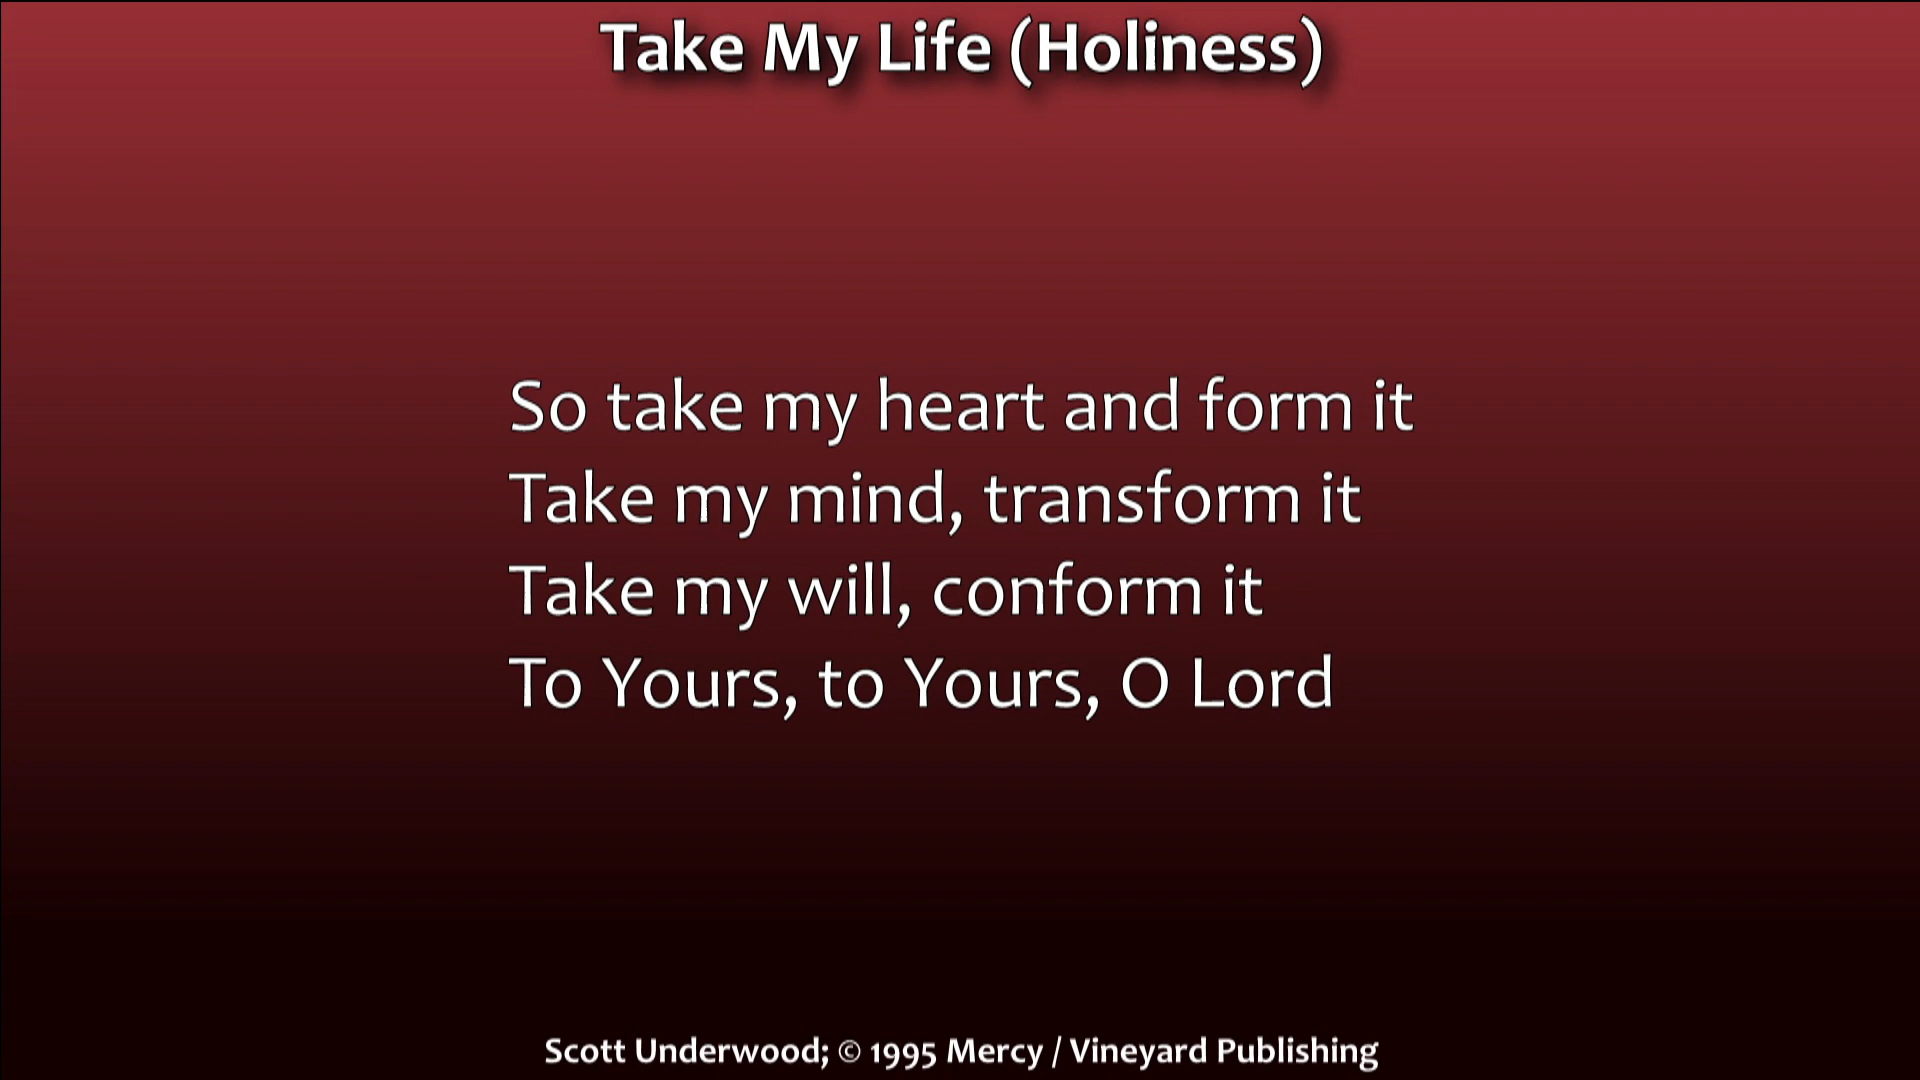 Take My Life (Holiness)
So take my heart and form it
Take my mind, transform it
Take my will, conform it
To Yours, to Yours, O Lord
Scott Underwood; © 1995 Mercy / Vineyard Publishing